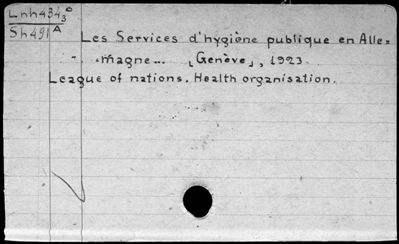 Lnh434₃ᶜ
Sh491ᴬ
Les Services d'hygiène publique en Alle=
- magne... [Genève], 1923.
League of nations. Health organisation.